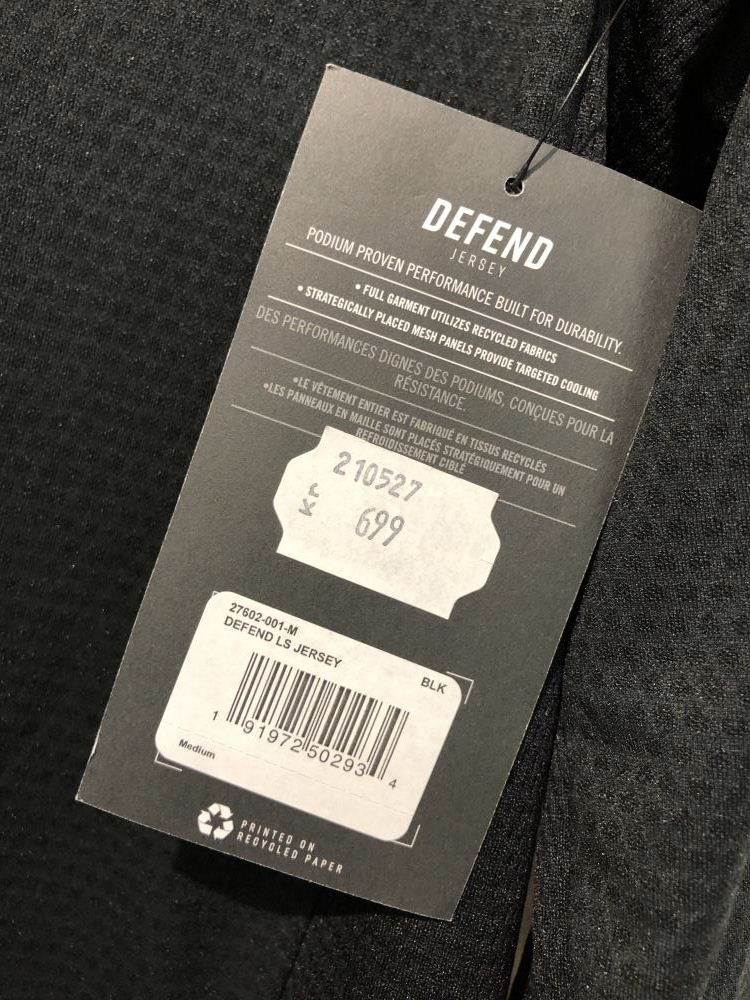 DEFEND
JERSEY
PODIUM PROVEN PERFORMANCE BUILT FOR DURABILITY.
• FULL GARMENT UTILIZES RECYCLED FABRICS
• STRATEGICALLY PLACED MESH PANELS PROVIDE TARGETED COOLING
DES PERFORMANCES DIGNES DES PODIUMS, CONÇUES POUR LA
RÉSISTANCE.
•LE VÊTEMENT ENTIER EST FABRIQUÉ EN TISSUS RECYCLÉS
•LES PANNEAUX EN MAILLE SONT PLACÉS STRATÉGIQUEMENT POUR UN
REFROIDISSEMENT CIBLÉ
210527
Kr 699
27602-001-M
DEFEND LS JERSEY
BLK
1 91972 50293 4
Medium
PRINTED ON
RECYCLED PAPER